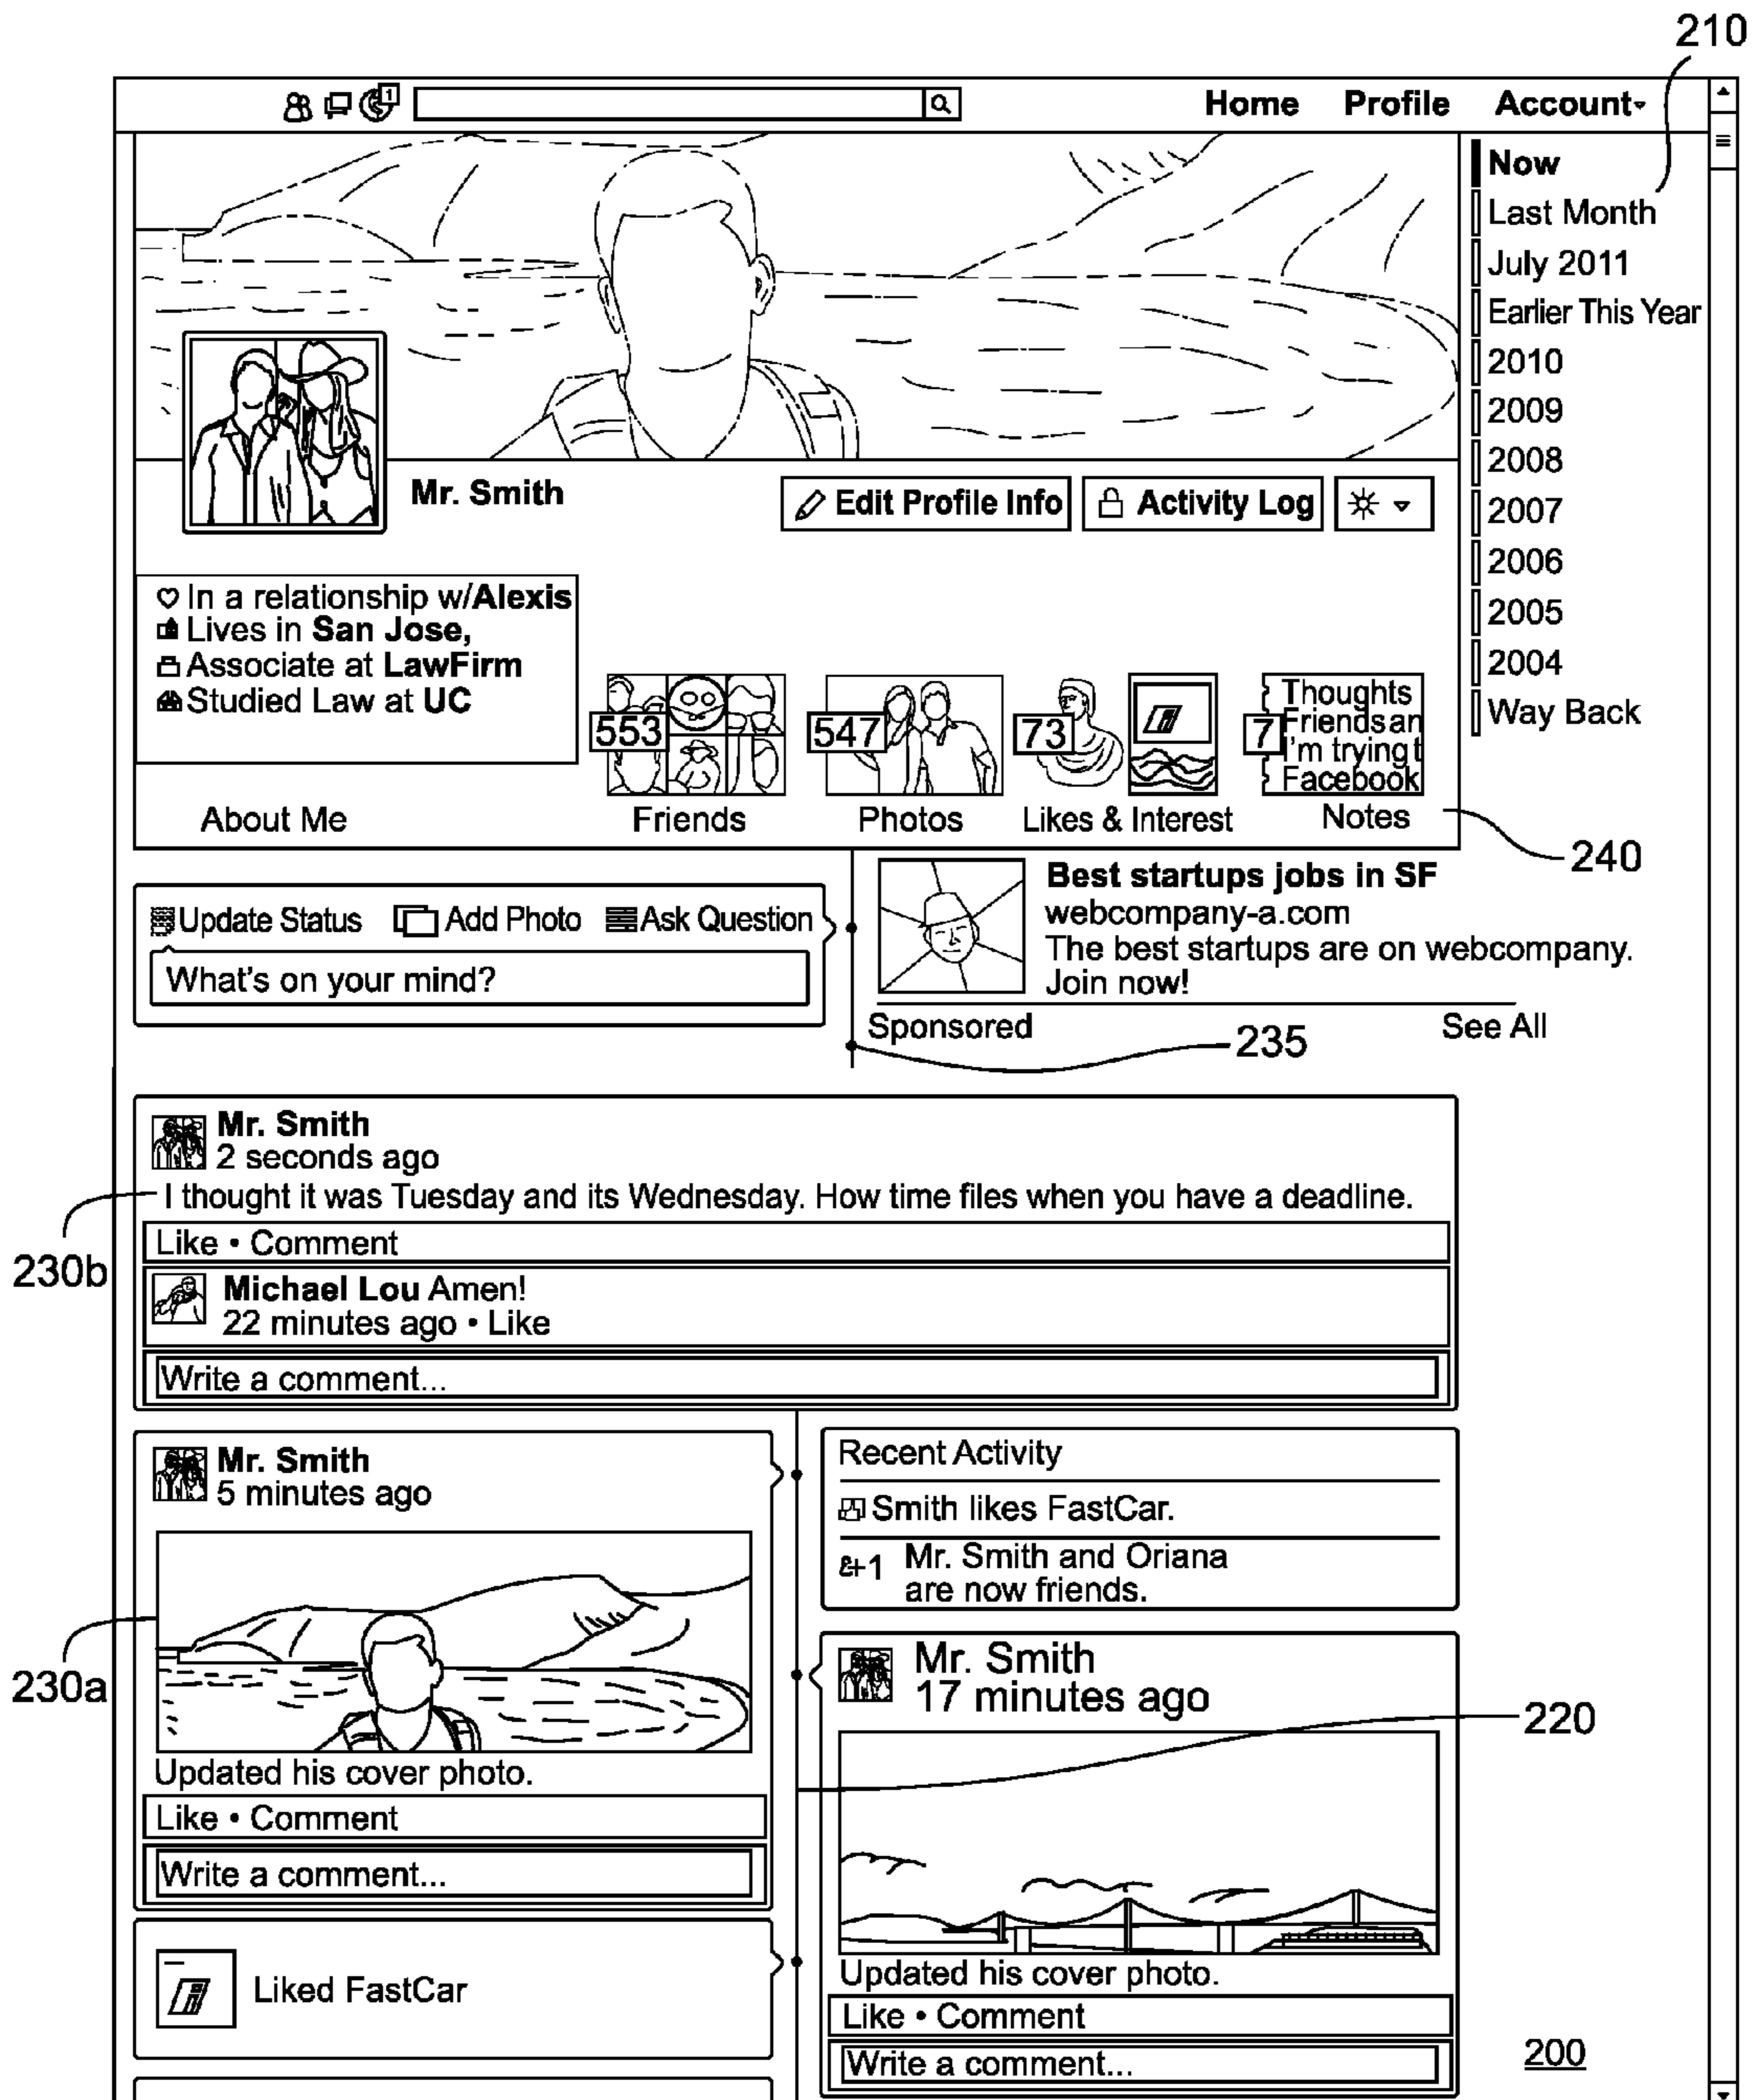 210
1
Home Profile Account
Now
Last Month
July 2011
Earlier This Year
2010
2009
2008
2007
2006
2005
2004
Way Back
Mr. Smith
Edit Profile Info
Activity Log
In a relationship w/Alexis
Lives in San Jose,
Associate at LawFirm
Studied Law at UC
About Me
553
Friends
547
Photos
73
Likes & Interest
7
Thoughts
Friends an
I'm trying t
Facebook
Notes
240
Update Status Add Photo Ask Question
What's on your mind?
Best startups jobs in SF
webcompany-a.com
The best startups are on webcompany.
Join now!
Sponsored See All
235
Mr. Smith
2 seconds ago
I thought it was Tuesday and its Wednesday. How time files when you have a deadline.
230b
Like • Comment
Michael Lou Amen!
22 minutes ago • Like
Write a comment...
Mr. Smith
5 minutes ago
230a
Updated his cover photo.
Like • Comment
Write a comment...
Liked FastCar
Recent Activity
Smith likes FastCar.
&+1 Mr. Smith and Oriana
are now friends.
Mr. Smith
17 minutes ago
220
Updated his cover photo.
Like • Comment
Write a comment...
200